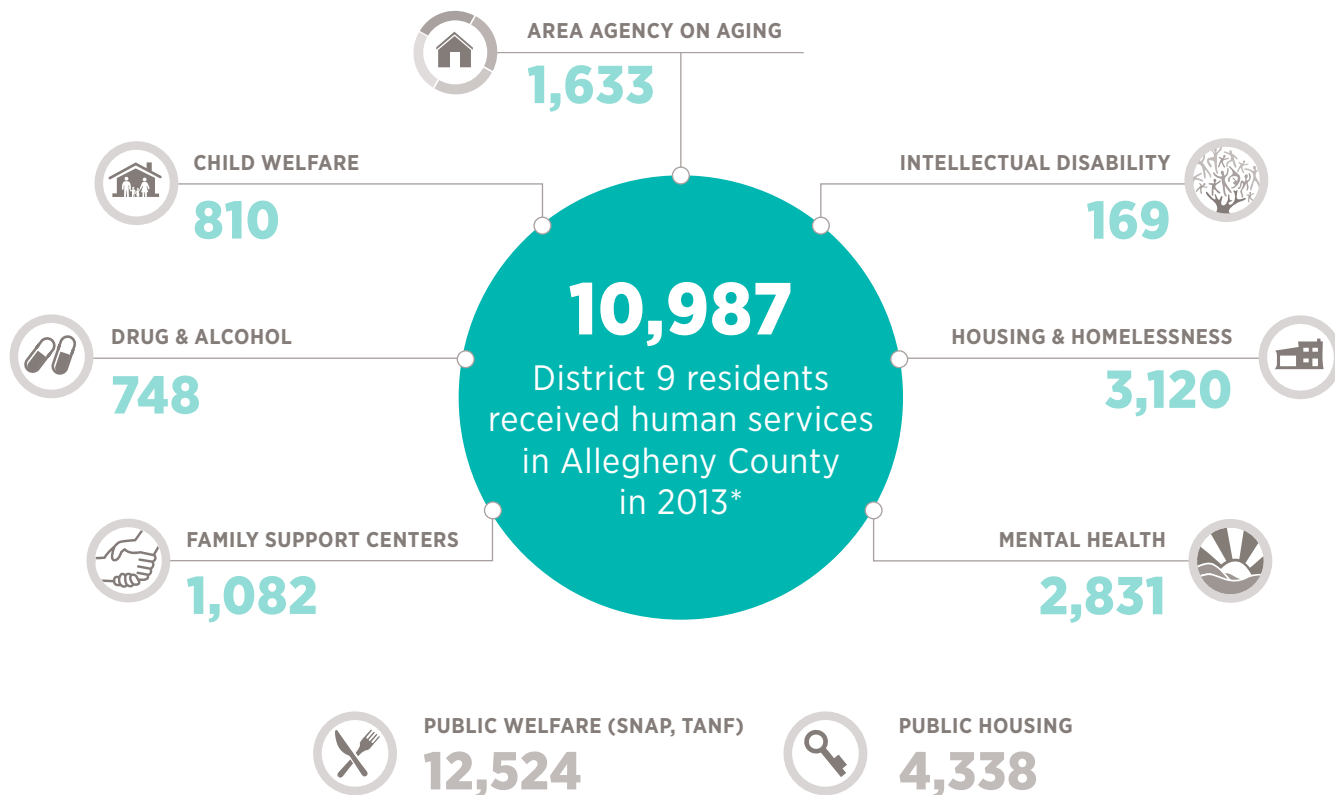 AREA AGENCY ON AGING
1,633
CHILD WELFARE
810
INTELLECTUAL DISABILITY
169
10,987
District 9 residents
received human services
in Allegheny County
in 2013*
DRUG & ALCOHOL
748
HOUSING & HOMELESSNESS
3,120
FAMILY SUPPORT CENTERS
1,082
MENTAL HEALTH
2,831
PUBLIC WELFARE (SNAP, TANF)
12,524
PUBLIC HOUSING
4,338